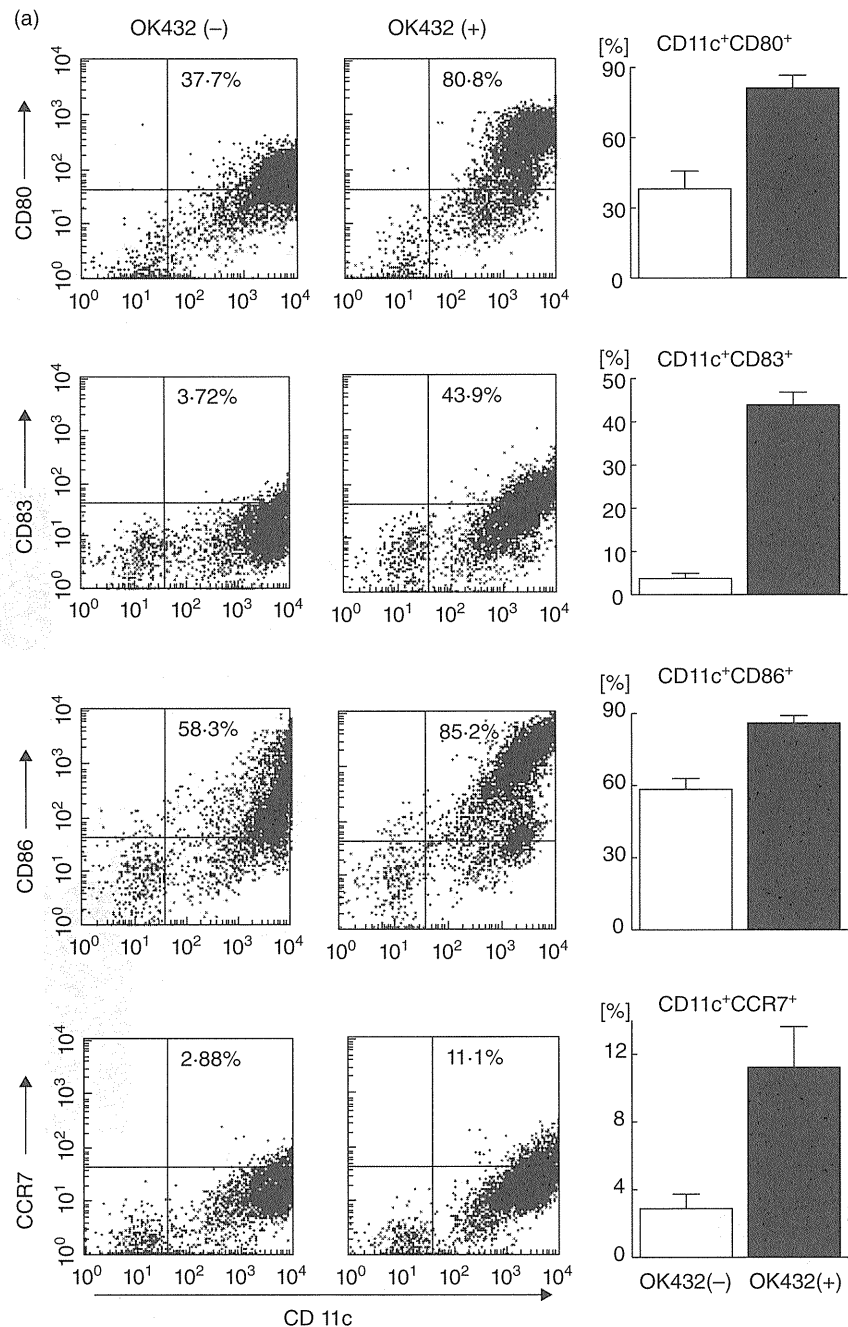 (a)
OK432 (–)
OK432 (+)
[%] CD11c⁺CD80⁺
CD80
10⁴
10³
10²
10¹
10⁰
37·7%
80·8%
90
60
30
0
10⁰ 10¹ 10² 10³ 10⁴
10⁰ 10¹ 10² 10³ 10⁴
[%] CD11c⁺CD83⁺
CD83
10⁴
10³
10²
10¹
10⁰
3·72%
43·9%
50
40
30
20
10
0
10⁰ 10¹ 10² 10³ 10⁴
10⁰ 10¹ 10² 10³ 10⁴
[%] CD11c⁺CD86⁺
CD86
10⁴
10³
10²
10¹
10⁰
58·3%
85·2%
90
60
30
0
10⁰ 10¹ 10² 10³ 10⁴
10⁰ 10¹ 10² 10³ 10⁴
[%] CD11c⁺CCR7⁺
CCR7
10⁴
10³
10²
10¹
10⁰
2·88%
11·1%
12
8
4
0
10⁰ 10¹ 10² 10³ 10⁴
10⁰ 10¹ 10² 10³ 10⁴
OK432(–) OK432(+)
CD 11c